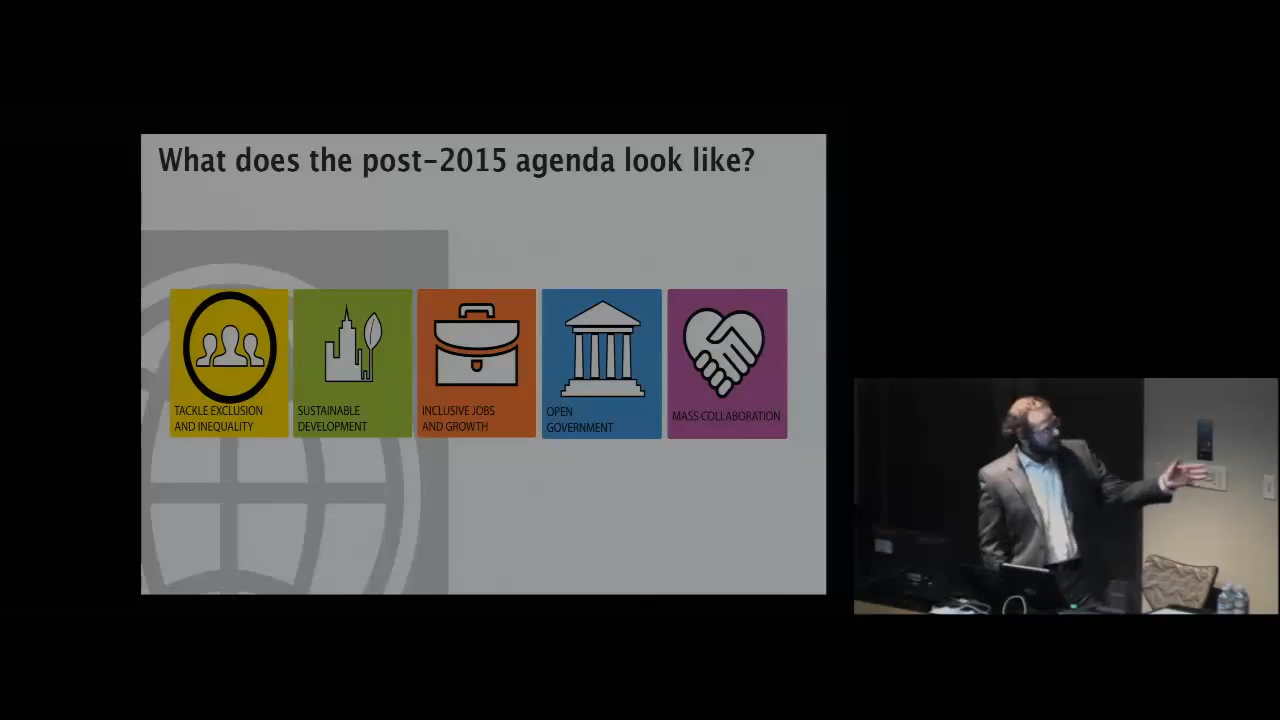 What does the post-2015 agenda look like?
TACKLE EXCLUSION
AND INEQUALITY
SUSTAINABLE
DEVELOPMENT
INCLUSIVE JOBS
AND GROWTH
OPEN
GOVERNMENT
MASS COLLABORATION